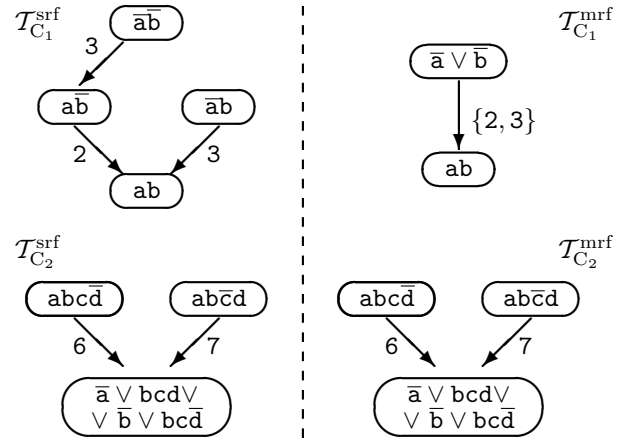 𝒯^srf_C₁
a̅b̅
3
ab̅
a̅b
2
3
ab
𝒯^mrf_C₁
a̅ ∨ b̅
{2, 3}
ab
𝒯^srf_C₂
abcd̅
abc̅d
6
7
a̅ ∨ bcd∨
∨ b̅ ∨ bcd̅
𝒯^mrf_C₂
abcd̅
abc̅d
6
7
a̅ ∨ bcd∨
∨ b̅ ∨ bcd̅